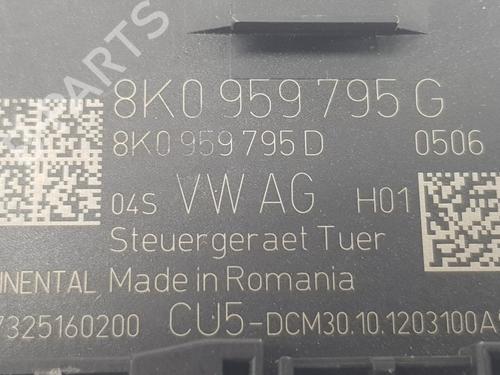 8K0 959 795 G
8K0 959 795 D 0506
04S VW AG H01
Steuergeraet Tuer
Made in Romania
7325160200 CU5-DCM30.10.1203100A
PARTS